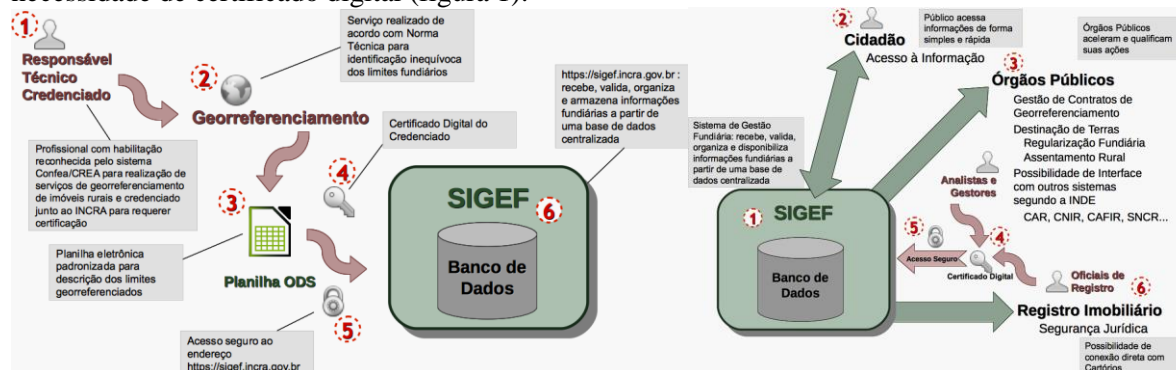 necessidade de certificado digital (figura 1).
1
Responsável
Técnico
Credenciado
Serviço realizado de
acordo com Norma
Técnica para
identificação inequívoca
dos limites fundiários
2
Georreferenciamento
https://sigef.incra.gov.br :
recebe, valida, organiza
e armazena informações
fundiárias a partir de
uma base de dados
centralizada
Certificado Digital do
Credenciado
Profissional com habilitação
reconhecida pelo sistema
Confea/CREA para realização de
serviços de georreferenciamento
de imóveis rurais e credenciado
junto ao INCRA para requerer
certificação
4
3
Planilha eletrônica
padronizada para
descrição dos limites
georreferenciados
Planilha ODS
5
Acesso seguro ao
endereço
https://sigef.incra.gov.br
SIGEF
6
Banco de
Dados
2
Cidadão
Acesso à Informação
Público acessa
informações de forma
simples e rápida
Órgãos Públicos
aceleram e qualificam
suas ações
3
Órgãos Públicos
Gestão de Contratos de
Georreferenciamento
Destinação de Terras
Regularização Fundiária
Assentamento Rural
Possibilidade de Interface
com outros sistemas
segundo a INDE
CAR, CNIR, CAFIR, SNCR...
Sistema de Gestão
Fundiária: recebe, valida,
organiza e disponibiliza
informações fundiárias a
partir de uma base de
dados centralizada
Analistas e
Gestores
1
SIGEF
Banco de
Dados
5
Acesso Seguro
4
Certificado Digital
Oficiais de
Registro
6
Registro Imobiliário
Segurança Jurídica
Possibilidade de
conexão direta com
Cartórios